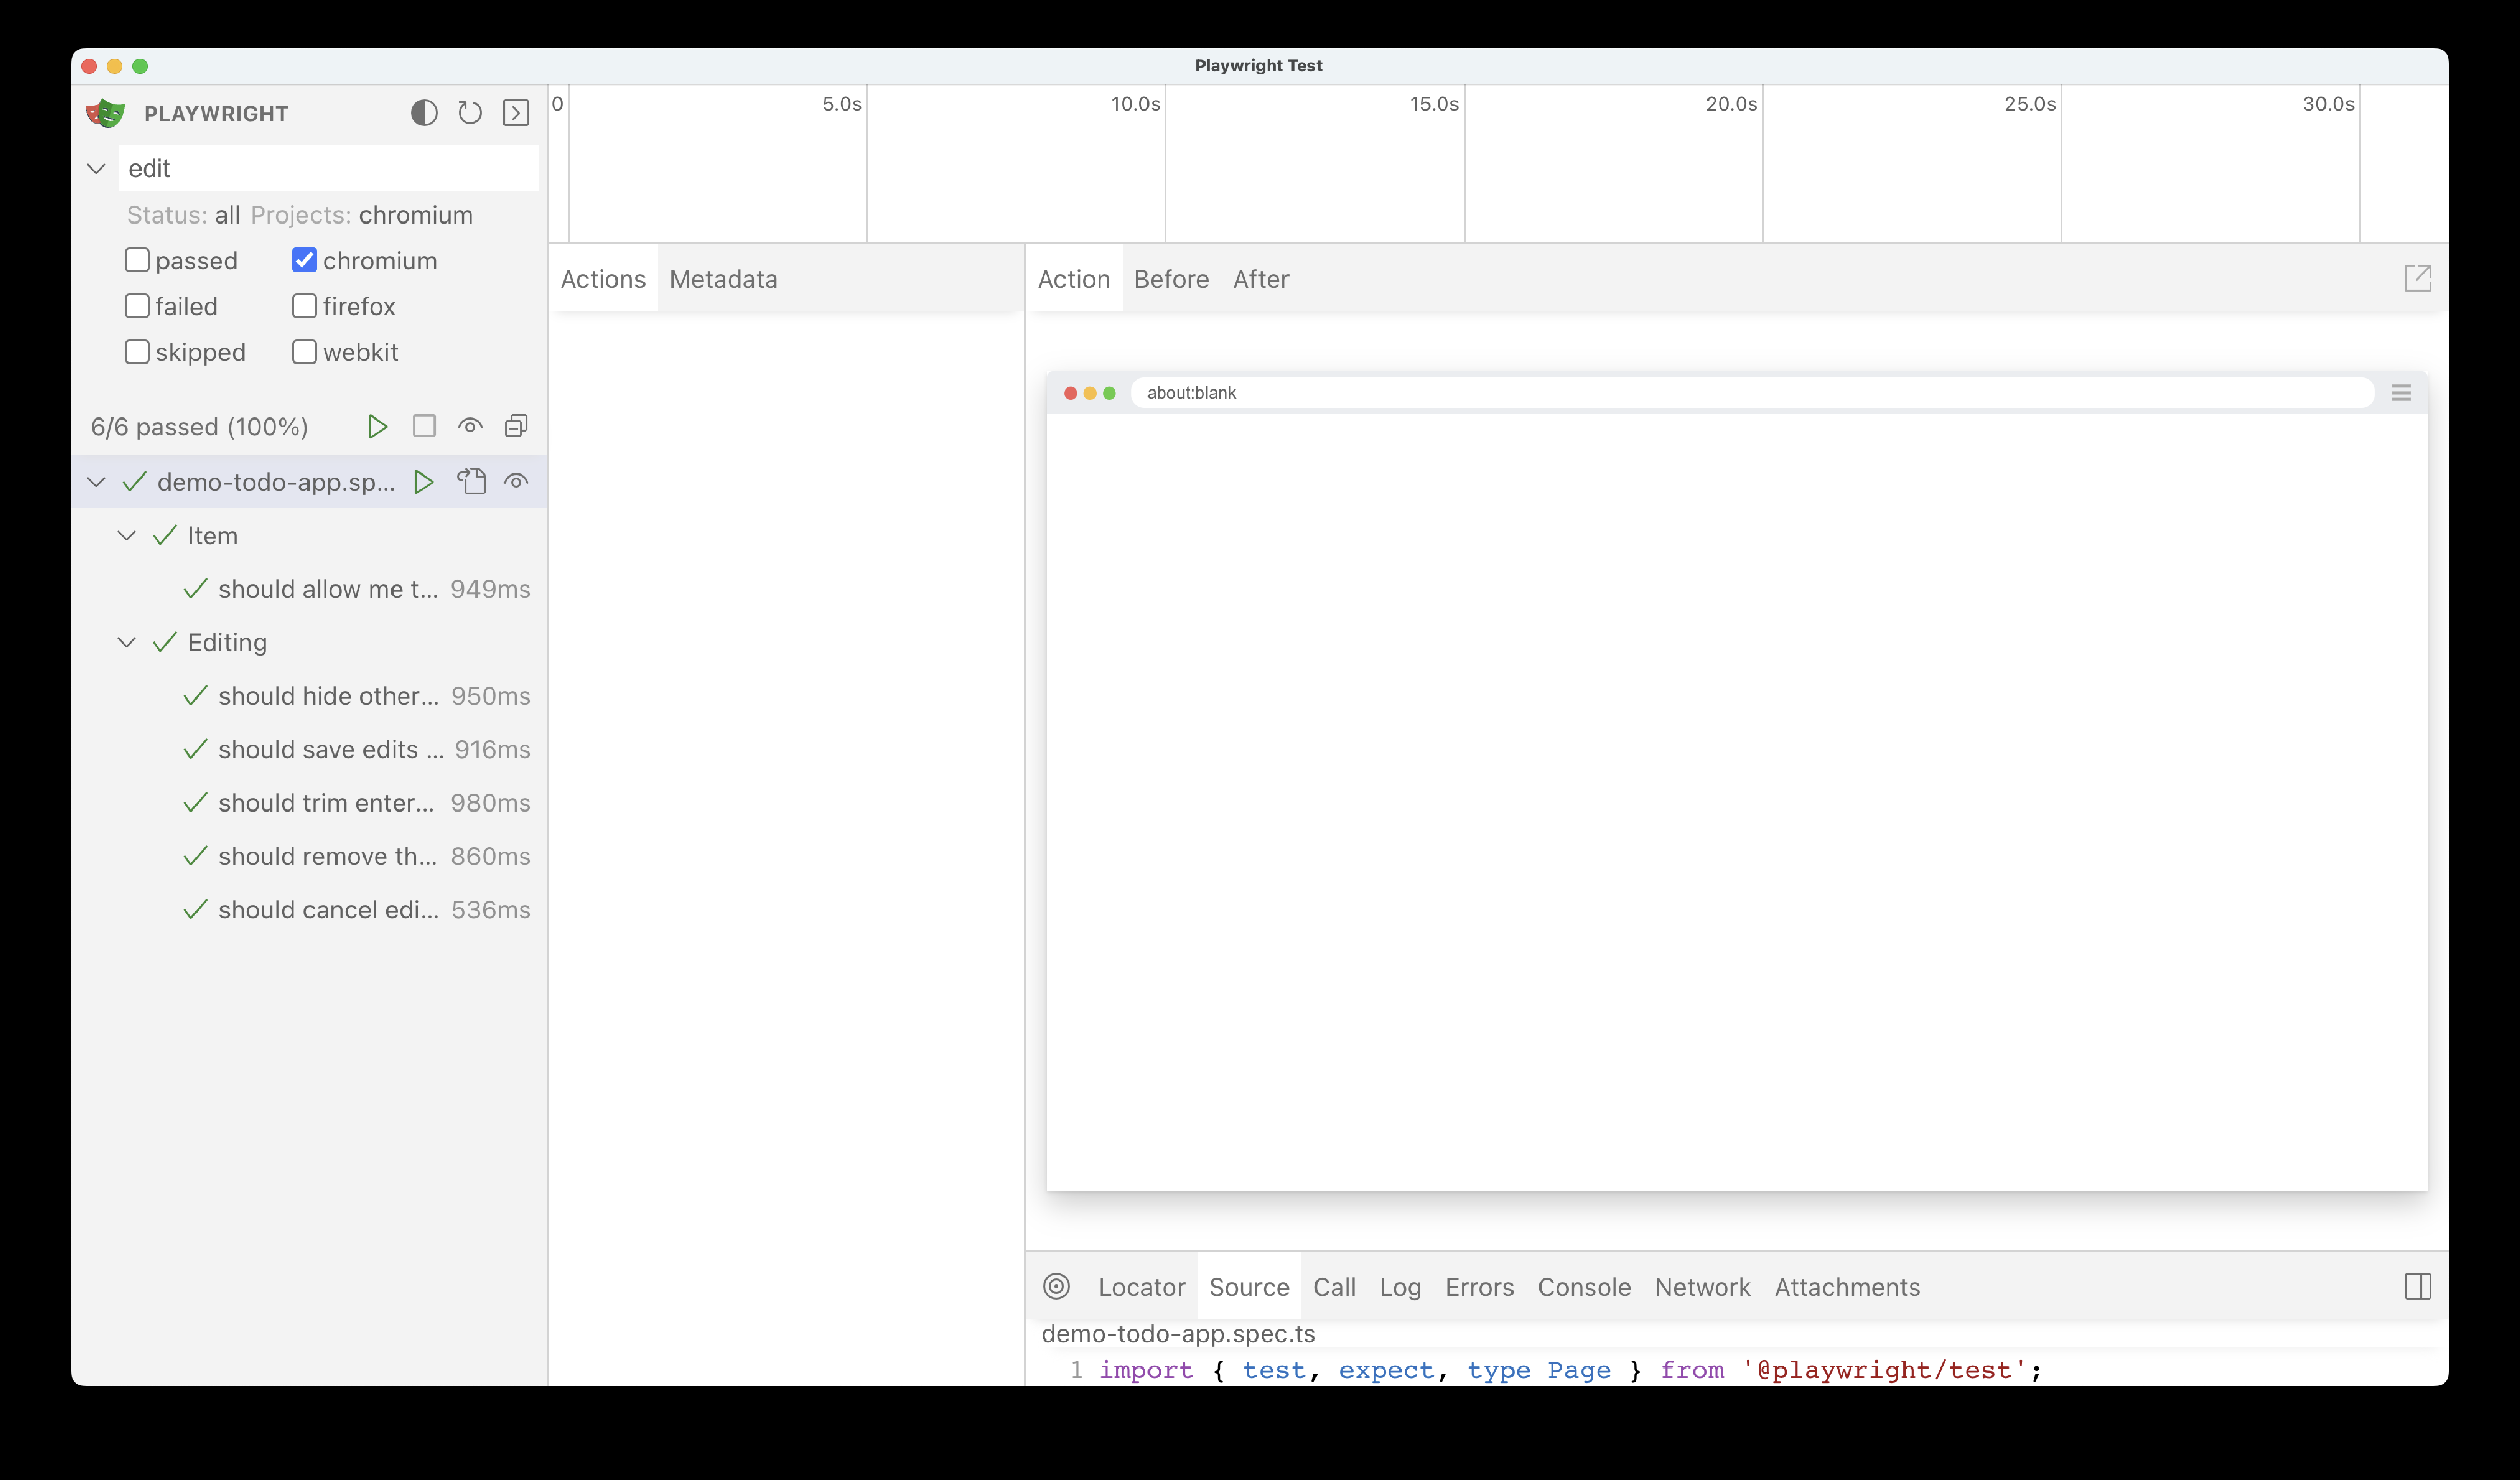 Playwright Test
PLAYWRIGHT
edit
Status: all Projects: chromium
passed chromium
failed firefox
skipped webkit
6/6 passed (100%)
demo-todo-app.sp...
Item
should allow me t... 949ms
Editing
should hide other... 950ms
should save edits ... 916ms
should trim enter... 980ms
should remove th... 860ms
should cancel edi... 536ms
0 5.0s 10.0s 15.0s 20.0s 25.0s 30.0s
Actions Metadata
Action Before After
about:blank
Locator Source Call Log Errors Console Network Attachments
demo-todo-app.spec.ts
1 import { test, expect, type Page } from '@playwright/test';